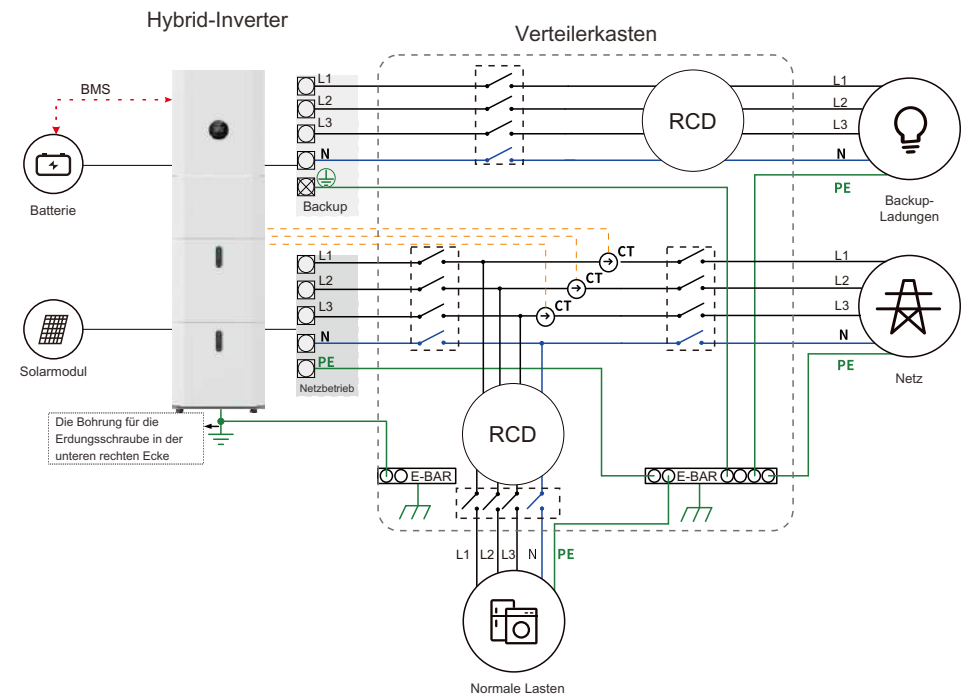 Hybrid-Inverter
Verteilerkasten
BMS
Batterie
L1
L2
L3
N
Backup
RCD
L1
L2
L3
N
PE
Backup-
Ladungen
CT
CT
CT
L1
L2
L3
N
PE
Netzbetrieb
L1
L2
L3
N
PE
Netz
Solarmodul
Die Bohrung für die
Erdungsschraube in der
unteren rechten Ecke
RCD
E-BAR
E-BAR
L1
L2
L3
N
PE
Normale Lasten